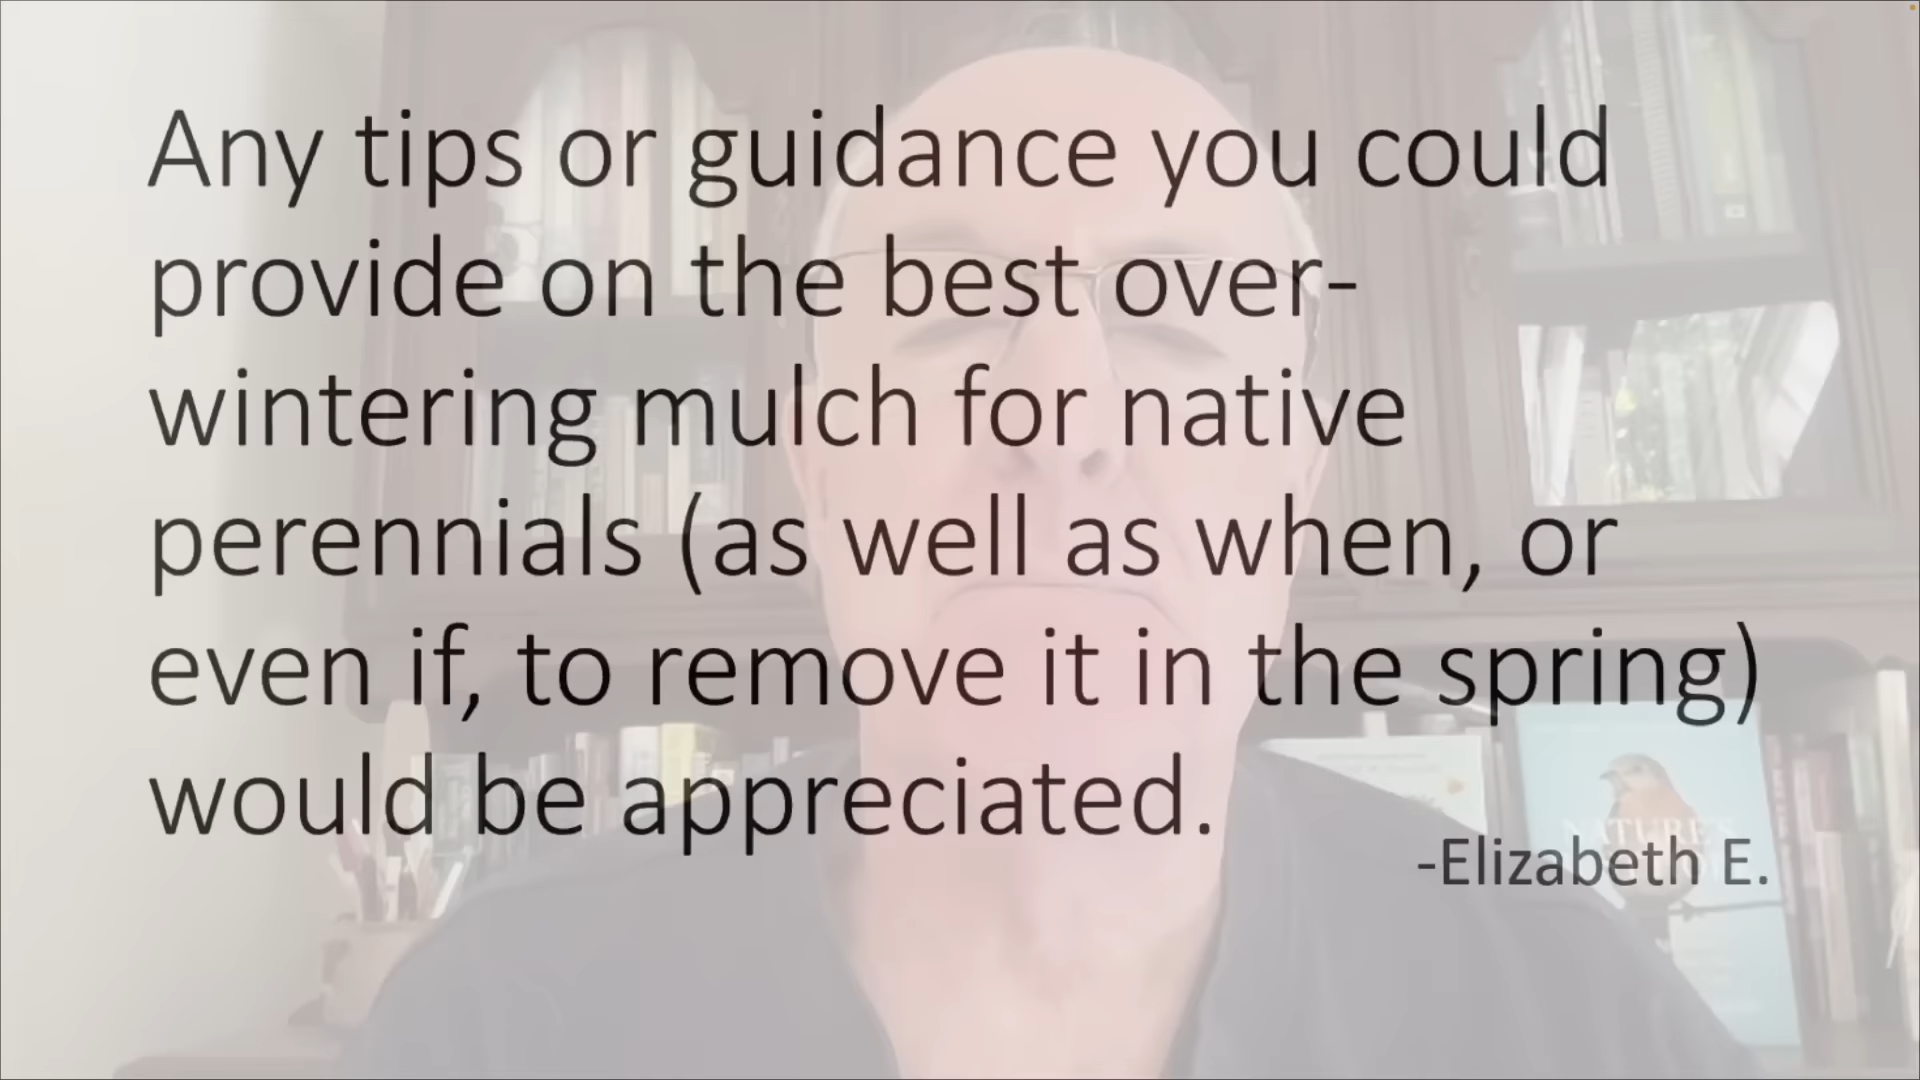 Any tips or guidance you could
provide on the best over-
wintering mulch for native
perennials (as well as when, or
even if, to remove it in the spring)
would be appreciated.
NATURE'S
-Elizabeth E.